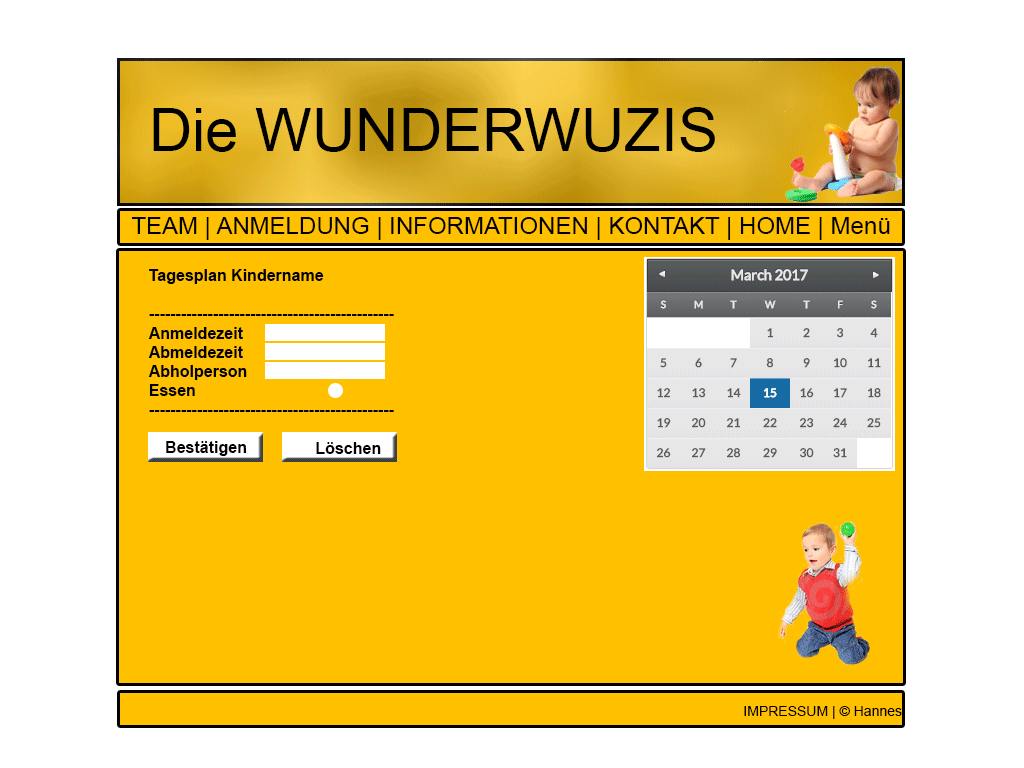 Die WUNDERWUZIS
TEAM | ANMELDUNG | INFORMATIONEN | KONTAKT | HOME | Menü
Tagesplan Kindername
----------------------------------------------
Anmeldezeit
Abmeldezeit
Abholperson
Essen
----------------------------------------------
Bestätigen Löschen
March 2017
S M T W T F S
1 2 3 4
5 6 7 8 9 10 11
12 13 14 15 16 17 18
19 20 21 22 23 24 25
26 27 28 29 30 31
IMPRESSUM | © Hannes